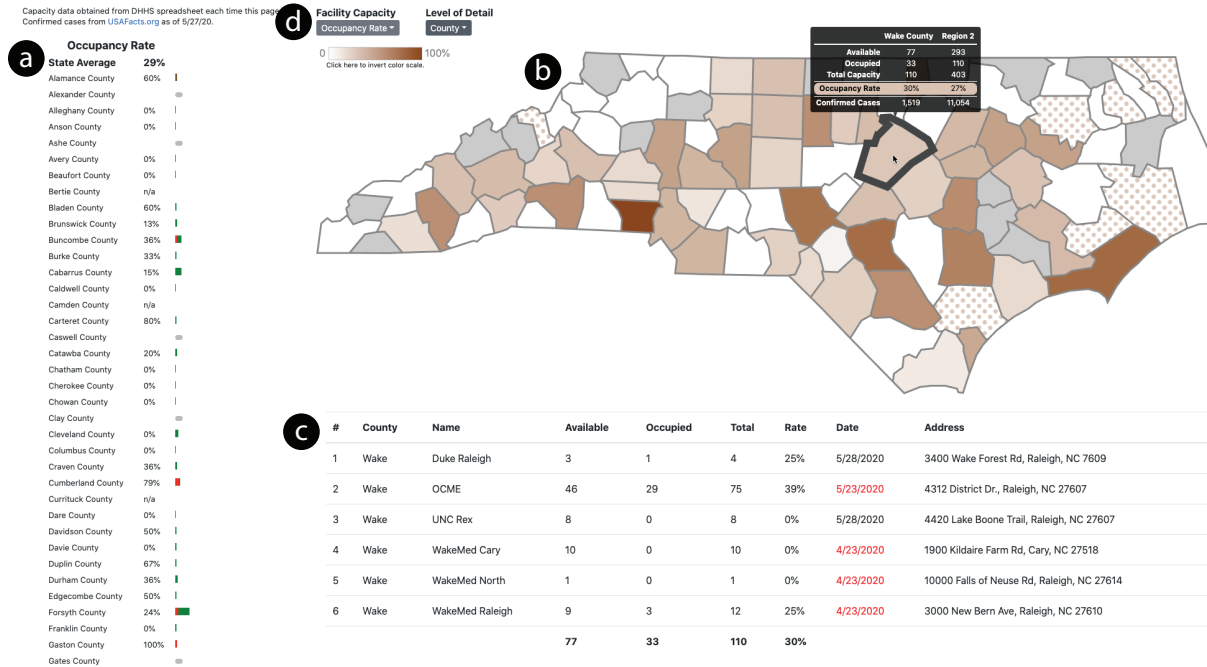 Capacity data obtained from DHHS spreadsheet each time this page
Confirmed cases from USAFacts.org as of 5/27/20.
a
Occupancy Rate
State Average 29%
Alamance County 60%
Alexander County
Alleghany County 0%
Anson County 0%
Ashe County
Avery County 0%
Beaufort County 0%
Bertie County n/a
Bladen County 60%
Brunswick County 13%
Buncombe County 36%
Burke County 33%
Cabarrus County 15%
Caldwell County 0%
Camden County n/a
Carteret County 80%
Caswell County
Catawba County 20%
Chatham County 0%
Cherokee County 0%
Chowan County 0%
Clay County
Cleveland County 0%
Columbus County 0%
Craven County 36%
Cumberland County 79%
Currituck County n/a
Dare County 0%
Davidson County 50%
Davie County 0%
Duplin County 67%
Durham County 36%
Edgecombe County 50%
Forsyth County 24%
Franklin County 0%
Gaston County 100%
Gates County
d
Facility Capacity Level of Detail
Occupancy Rate County
0 100%
Click here to invert color scale.
b
Wake County Region 2
Available 77 293
Occupied 33 110
Total Capacity 110 403
Occupancy Rate 30% 27%
Confirmed Cases 1,519 11,054
c
# County Name Available Occupied Total Rate Date Address
1 Wake Duke Raleigh 3 1 4 25% 5/28/2020 3400 Wake Forest Rd, Raleigh, NC 7609
2 Wake OCME 46 29 75 39% 5/23/2020 4312 District Dr., Raleigh, NC 27607
3 Wake UNC Rex 8 0 8 0% 5/28/2020 4420 Lake Boone Trail, Raleigh, NC 27607
4 Wake WakeMed Cary 10 0 10 0% 4/23/2020 1900 Kildaire Farm Rd, Cary, NC 27518
5 Wake WakeMed North 1 0 1 0% 4/23/2020 10000 Falls of Neuse Rd, Raleigh, NC 27614
6 Wake WakeMed Raleigh 9 3 12 25% 4/23/2020 3000 New Bern Ave, Raleigh, NC 27610
77 33 110 30%